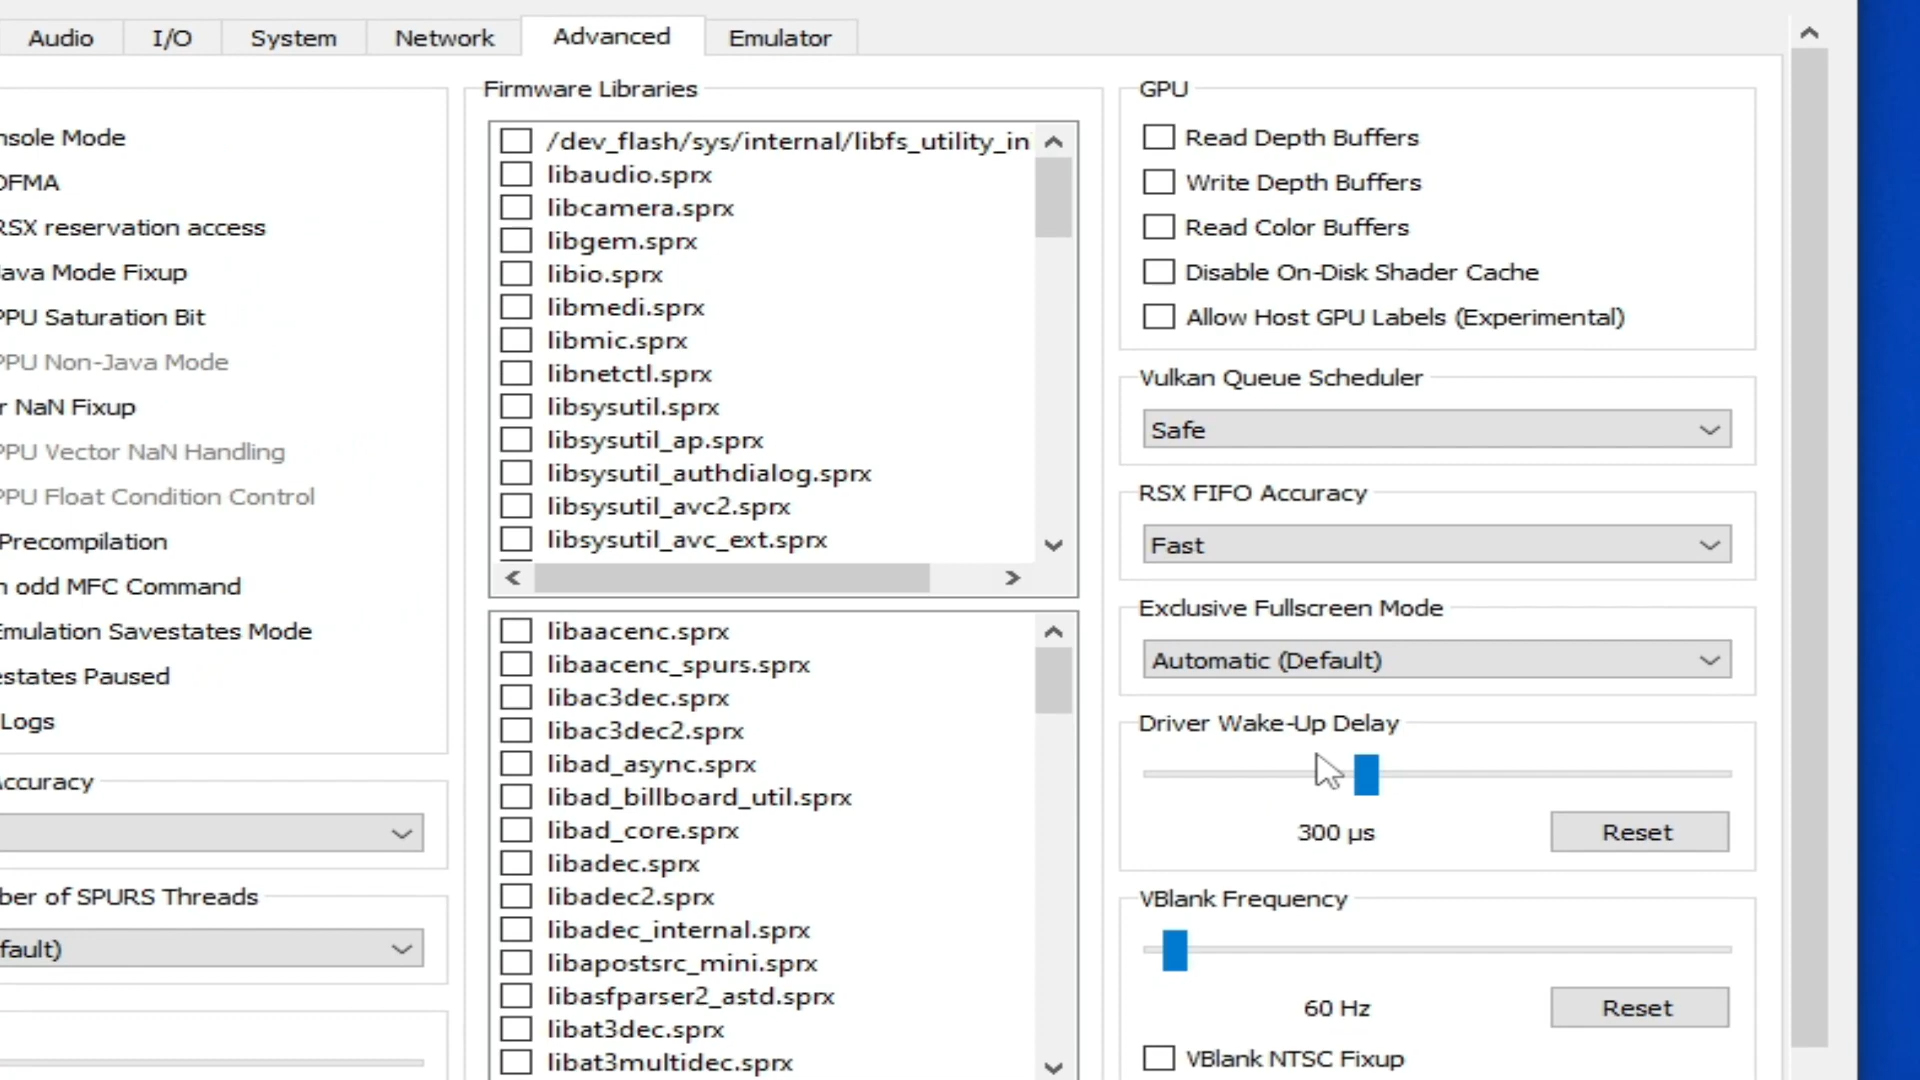 Audio
I/O
System
Network
Advanced
Emulator
nsole Mode
DFMA
RSX reservation access
Java Mode Fixup
PPU Saturation Bit
PPU Non-Java Mode
r NaN Fixup
PPU Vector NaN Handling
PPU Float Condition Control
Precompilation
n odd MFC Command
Emulation Savestates Mode
estates Paused
Logs
Accuracy
ber of SPURS Threads
fault)
Firmware Libraries
/dev_flash/sys/internal/libfs_utility_in
libaudio.sprx
libcamera.sprx
libgem.sprx
libio.sprx
libmedi.sprx
libmic.sprx
libnetctl.sprx
libsysutil.sprx
libsysutil_ap.sprx
libsysutil_authdialog.sprx
libsysutil_avc2.sprx
libsysutil_avc_ext.sprx
libaacenc.sprx
libaacenc_spurs.sprx
libac3dec.sprx
libac3dec2.sprx
libad_async.sprx
libad_billboard_util.sprx
libad_core.sprx
libadec.sprx
libadec2.sprx
libadec_internal.sprx
libapostsrc_mini.sprx
libasfparser2_astd.sprx
libat3dec.sprx
libat3multidec.sprx
GPU
Read Depth Buffers
Write Depth Buffers
Read Color Buffers
Disable On-Disk Shader Cache
Allow Host GPU Labels (Experimental)
Vulkan Queue Scheduler
Safe
RSX FIFO Accuracy
Fast
Exclusive Fullscreen Mode
Automatic (Default)
Driver Wake-Up Delay
300 µs
Reset
VBlank Frequency
60 Hz
Reset
VBlank NTSC Fixup